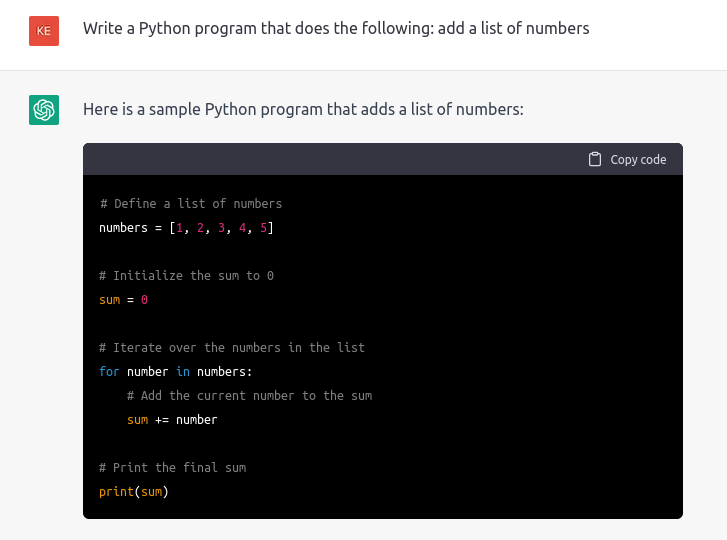 KE
Write a Python program that does the following: add a list of numbers
Here is a sample Python program that adds a list of numbers:
Copy code
# Define a list of numbers
numbers = [1, 2, 3, 4, 5]
# Initialize the sum to 0
sum = 0
# Iterate over the numbers in the list
for number in numbers:
    # Add the current number to the sum
    sum += number
# Print the final sum
print(sum)